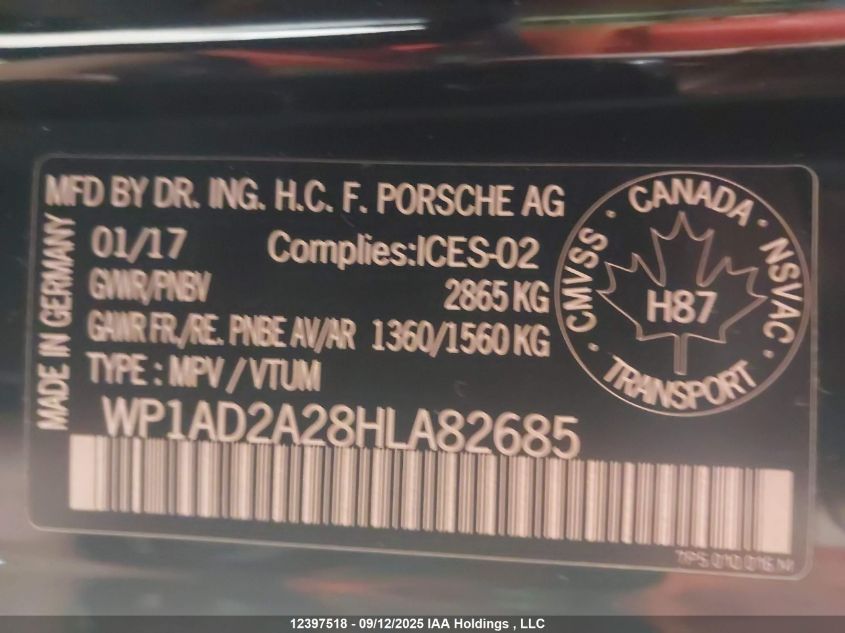 MFD BY DR. ING. H.C. F. PORSCHE AG
MADE IN GERMANY
01/17 Complies:ICES-02
GVWR/PNBV 2865 KG
GAWR FR./RE. PNBE AV/AR 1360/1560 KG
TYPE : MPV / VTUM
WP1AD2A28HLA82685
CANADA · NSVAC · TRANSPORT · CMVSS ·
H87
12397518 - 09/12/2025 IAA Holdings , LLC